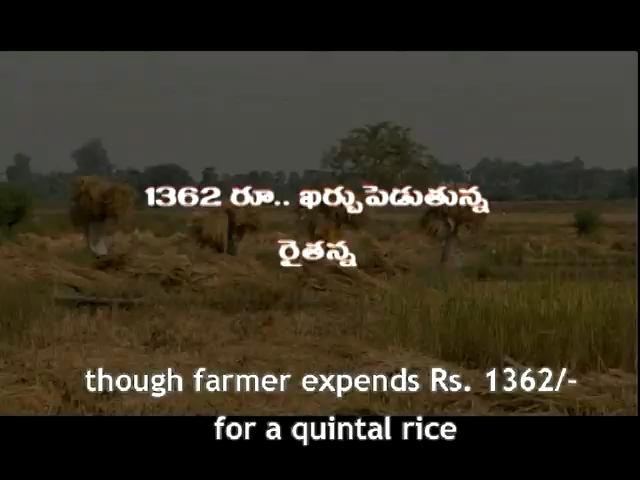 1362 రూ.. ఖర్చుపెడుతున్న
రైతన్న
though farmer expends Rs. 1362/-
for a quintal rice